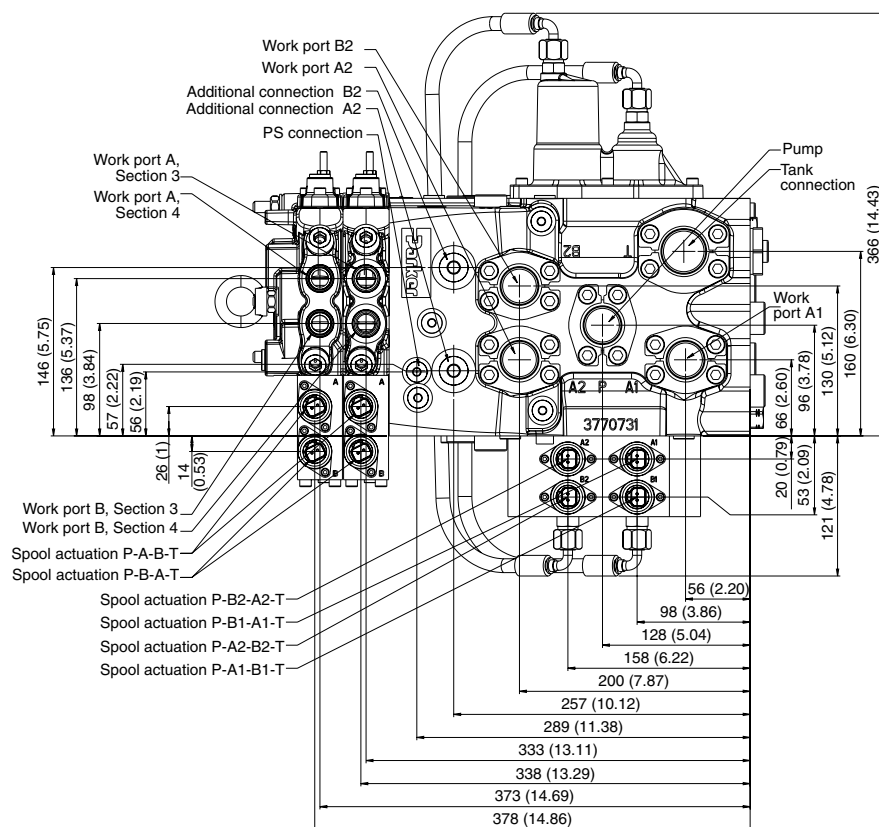 Work port B2
Work port A2
Additional connection B2
Additional connection A2
PS connection
Work port A,
Section 3
Work port A,
Section 4
Pump
Tank
connection
Work
port A1
Parker
B2
T
A2 P A1
3770731
A
A
B
B
A2
A1
B2
B1
146 (5.75)
136 (5.37)
98 (3.84)
57 (2.22)
56 (2.19)
26 (1)
14
(0.53)
366 (14.43)
160 (6.30)
130 (5.12)
96 (3.78)
66 (2.60)
20 (0.79)
53 (2.09)
121 (4.78)
Work port B, Section 3
Work port B, Section 4
Spool actuation P-A-B-T
Spool actuation P-B-A-T
Spool actuation P-B2-A2-T
Spool actuation P-B1-A1-T
Spool actuation P-A2-B2-T
Spool actuation P-A1-B1-T
56 (2.20)
98 (3.86)
128 (5.04)
158 (6.22)
200 (7.87)
257 (10.12)
289 (11.38)
333 (13.11)
338 (13.29)
373 (14.69)
378 (14.86)